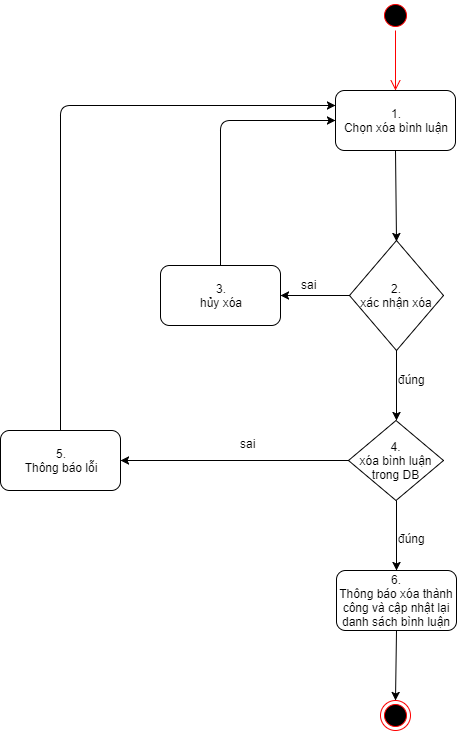 1.
Chọn xóa bình luận
2.
xác nhận xóa
sai
3.
hủy xóa
đúng
4.
xóa bình luận
trong DB
sai
5.
Thông báo lỗi
đúng
6.
Thông báo xóa thành
công và cập nhật lại
danh sách bình luận